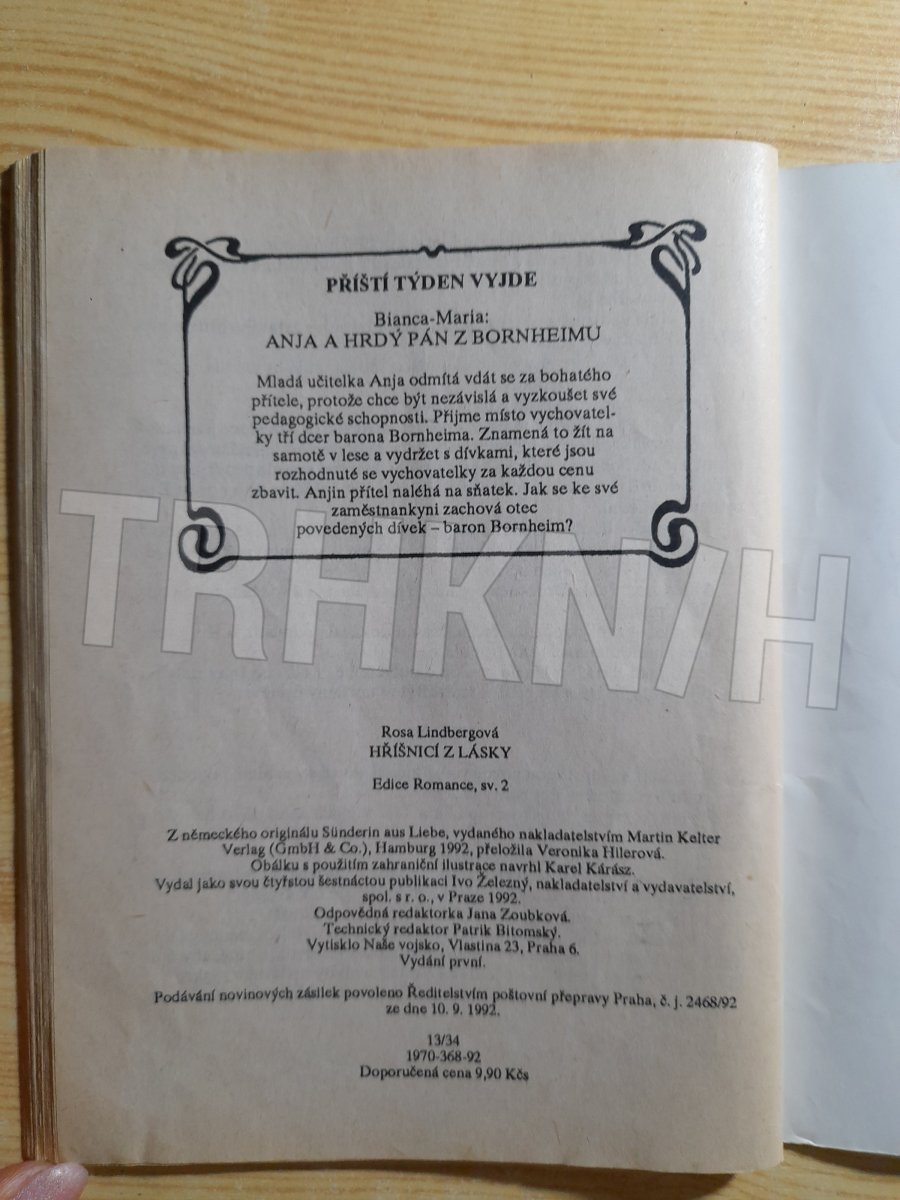 PŘÍŠTÍ TÝDEN VYJDE
Bianca-Maria:
ANJA A HRDÝ PÁN Z BORNHEIMU
Mladá učitelka Anja odmítá vdát se za bohatého
přítele, protože chce být nezávislá a vyzkoušet své
pedagogické schopnosti. Přijme místo vychovatel-
ky tří dcer barona Bornheima. Znamená to žít na
samotě v lese a vydržet s dívkami, které jsou
rozhodnuté se vychovatelky za každou cenu
zbavit. Anjin přítel naléhá na sňatek. Jak se ke své
zaměstnankyni zachová otec
povedených dívek – baron Bornheim?
TRHKNIH
Rosa Lindbergová
HŘÍŠNICÍ Z LÁSKY
Edice Romance, sv. 2
Z německého originálu Sünderin aus Liebe, vydaného nakladatelstvím Martin Kelter
Verlag (GmbH & Co.), Hamburg 1992, přeložila Veronika Hilerová.
Obálku s použitím zahraniční ilustrace navrhl Karel Kárász.
Vydal jako svou čtyřstou šestnáctou publikaci Ivo Železný, nakladatelství a vydavatelství,
spol. s r. o., v Praze 1992.
Odpovědná redaktorka Jana Zoubková.
Technický redaktor Patrik Bitomský.
Vytisklo Naše vojsko, Vlastina 23, Praha 6.
Vydání první.
Podávání novinových zásilek povoleno Ředitelstvím poštovní přepravy Praha, č. j. 2468/92
ze dne 10. 9. 1992.
13/34
1970-368-92
Doporučená cena 9,90 Kčs